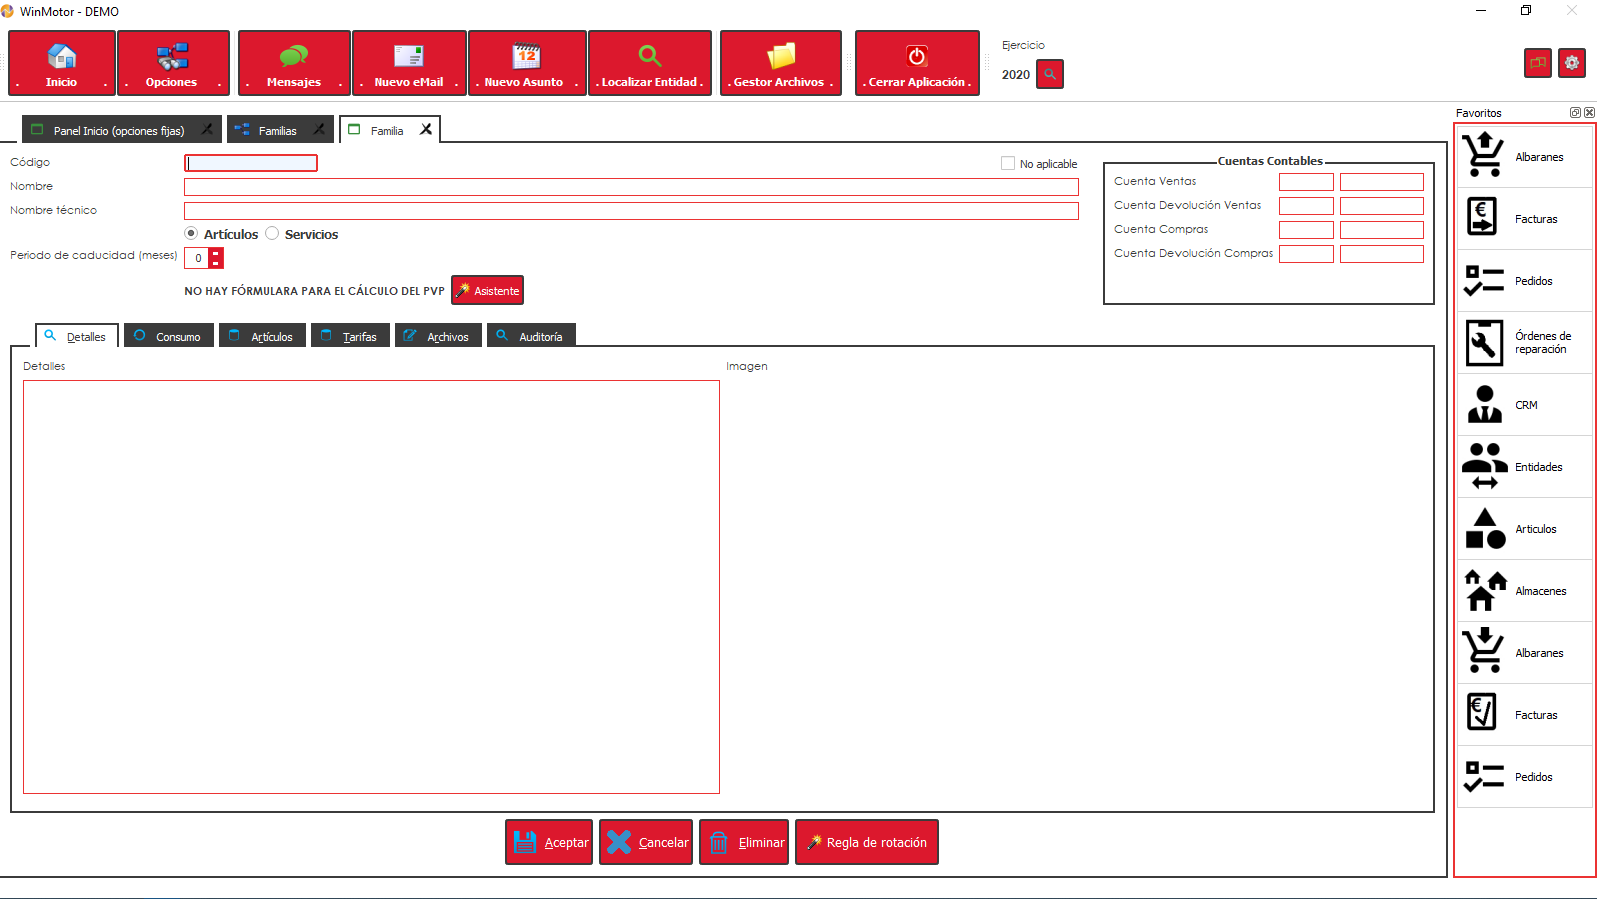 WinMotor - DEMO
. Inicio .
. Opciones .
. Mensajes .
. Nuevo eMail .
. Nuevo Asunto .
. Localizar Entidad .
. Gestor Archivos .
. Cerrar Aplicación .
Ejercicio
2020
Panel Inicio (opciones fijas)
Familias
Familia
Favoritos
Código
No aplicable
Nombre
Nombre técnico
Artículos
Servicios
Periodo de caducidad (meses)
0
NO HAY FÓRMULARA PARA EL CÁLCULO DEL PVP
Asistente
Cuentas Contables
Cuenta Ventas
Cuenta Devolución Ventas
Cuenta Compras
Cuenta Devolución Compras
Detalles
Consumo
Artículos
Tarifas
Archivos
Auditoría
Detalles
Imagen
Aceptar
Cancelar
Eliminar
Regla de rotación
Albaranes
Facturas
Pedidos
Órdenes de
reparación
CRM
Entidades
Articulos
Almacenes
Albaranes
Facturas
Pedidos